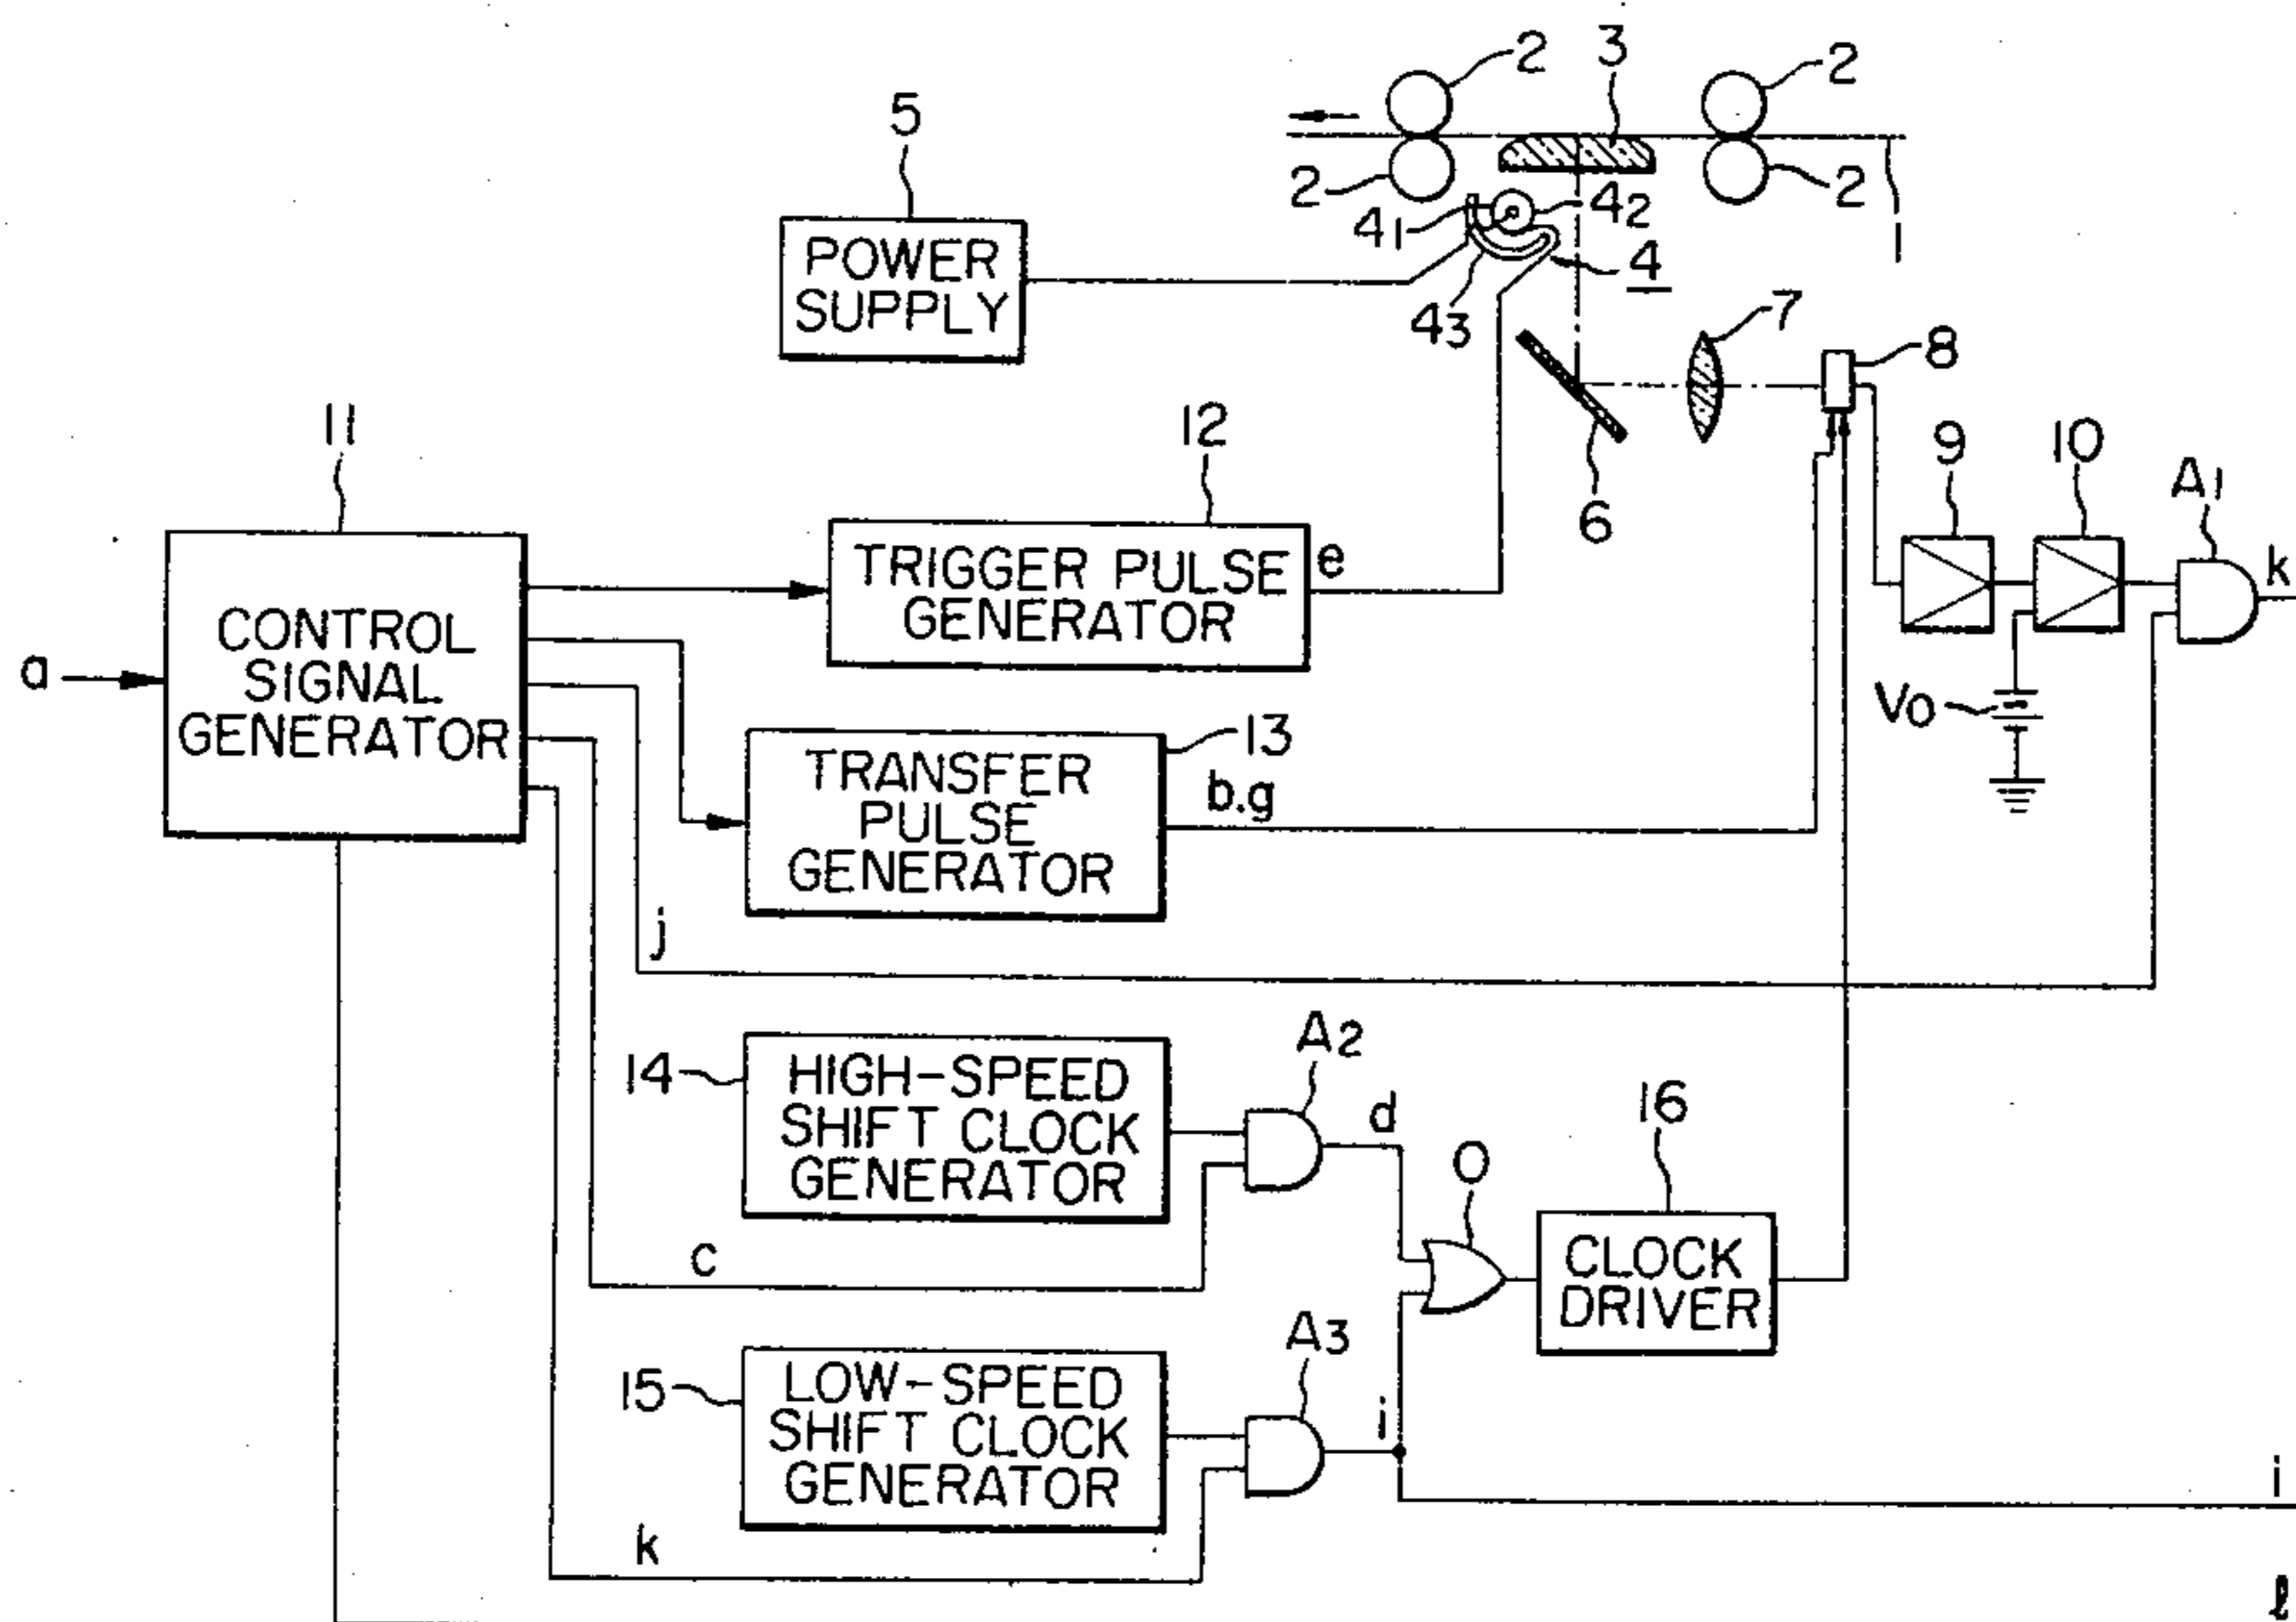 2
3
2
2
2
1
5
POWER
SUPPLY
41
42
43
4
7
8
6
11
12
9
10
A1
k
CONTROL
SIGNAL
GENERATOR
a
TRIGGER PULSE
GENERATOR
e
Vo
13
TRANSFER
PULSE
GENERATOR
b.g
j
14
HIGH-SPEED
SHIFT CLOCK
GENERATOR
A2
d
O
16
CLOCK
DRIVER
c
15
LOW-SPEED
SHIFT CLOCK
GENERATOR
A3
i
i
k
l